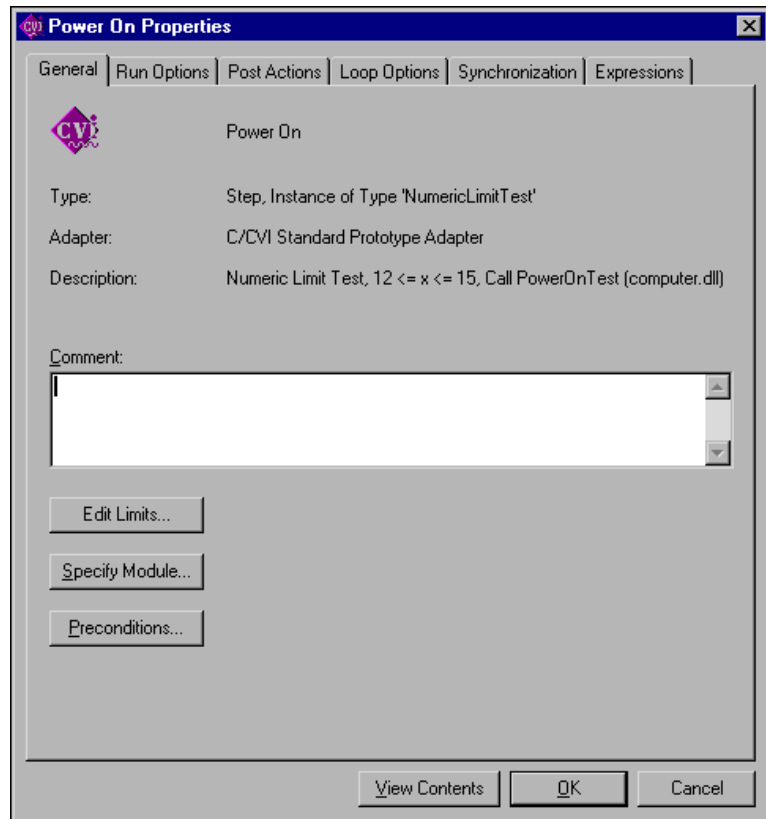 CVI Power On Properties
General Run Options Post Actions Loop Options Synchronization Expressions
CVI Power On
Type: Step, Instance of Type 'NumericLimitTest'
Adapter: C/CVI Standard Prototype Adapter
Description: Numeric Limit Test, 12 <= x <= 15, Call PowerOnTest (computer.dll)
Comment:
Edit Limits...
Specify Module...
Preconditions...
View Contents OK Cancel